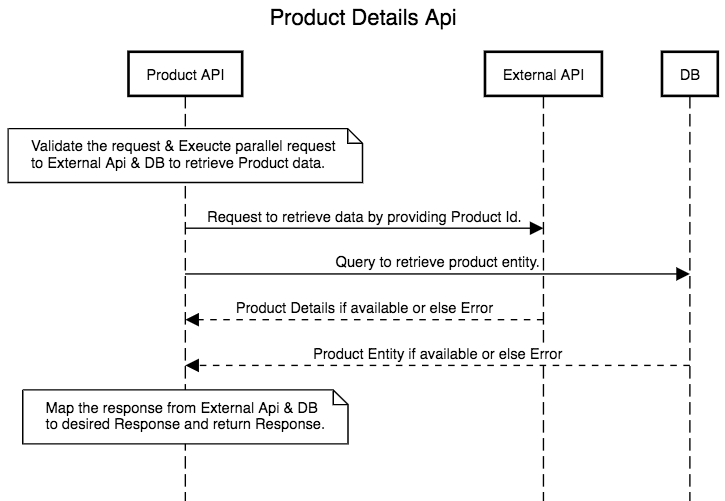 Product Details Api
Product API
External API
DB
Validate the request & Exeucte parallel request
to External Api & DB to retrieve Product data.
Request to retrieve data by providing Product Id.
Query to retrieve product entity.
Product Details if available or else Error
Product Entity if available or else Error
Map the response from External Api & DB
to desired Response and return Response.